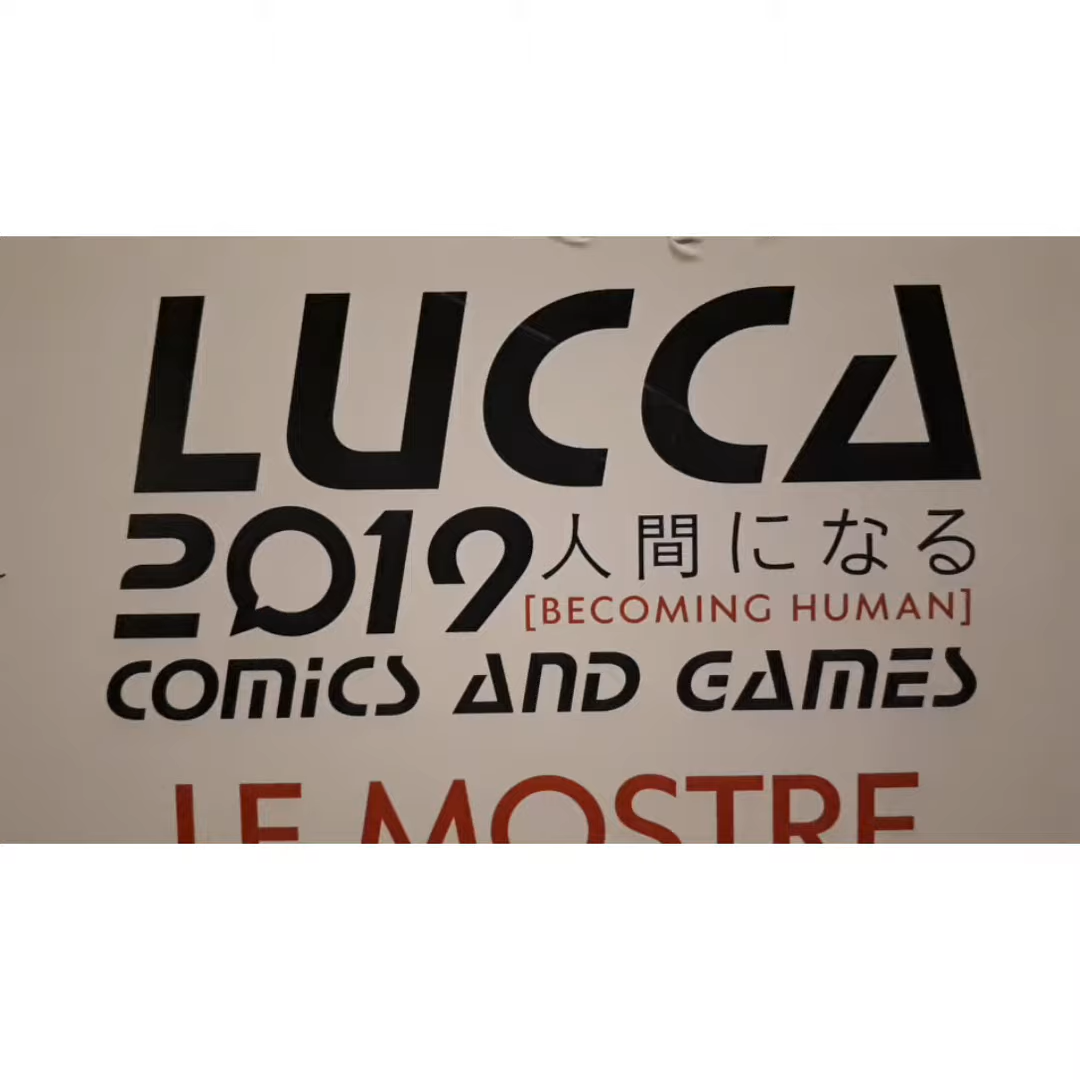 LUCCA
2019 人間になる
[BECOMING HUMAN]
COMiCS AND GAMES
LE MOSTRE